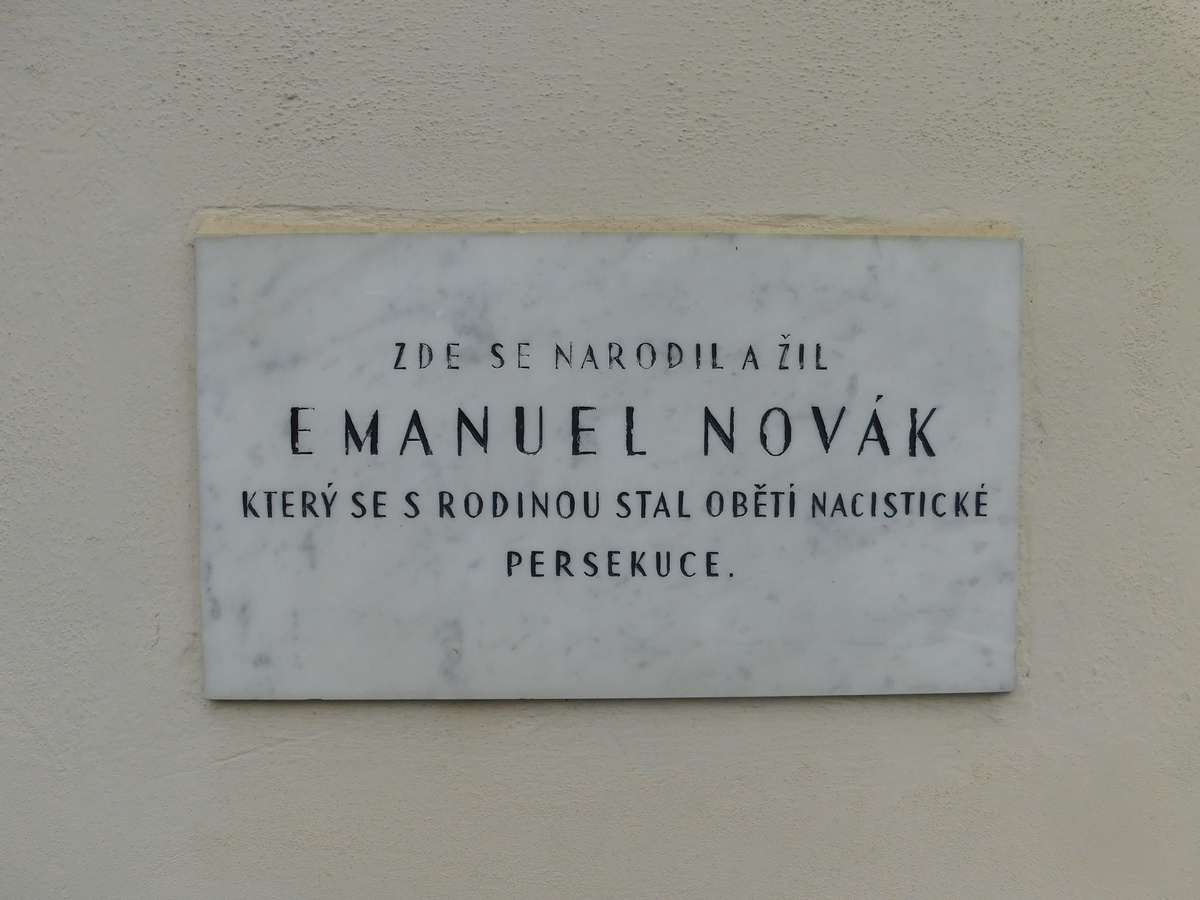 ZDE SE NARODIL A ŽIL
EMANUEL NOVÁK
KTERÝ SE S RODINOU STAL OBĚTÍ NACISTICKÉ
PERSEKUCE.